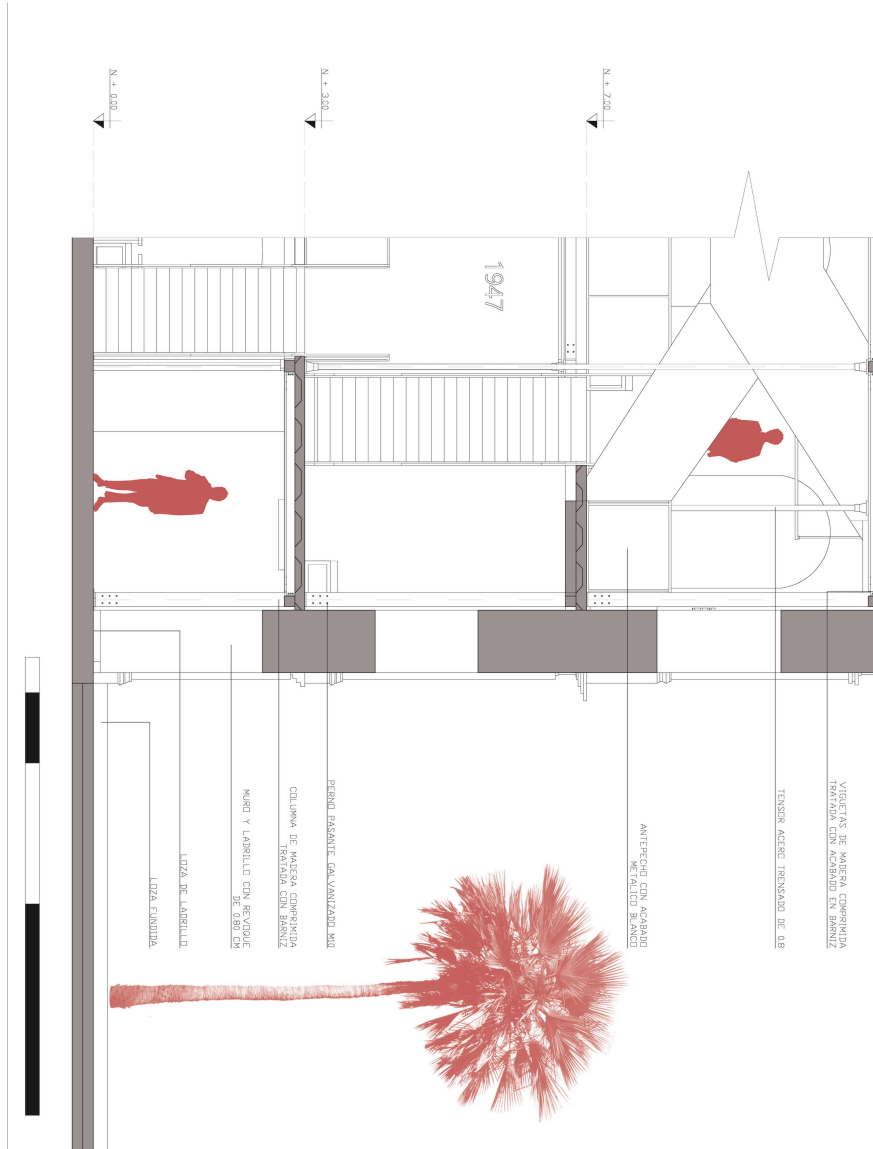 VIGUETAS DE MADERA COMPRIMIDA
TRATADA CON ACABADO EN BARNIZ
TENSOR ACERO TRENSADO DE 0.8
N + 7.00
ANTEPECHO CON ACABADO
METALICO BLANCO
1947
PERNO PASANTE GALVANIZADO M10
N + 3.00
COLUMNA DE MADERA COMPRIMIDA
TRATADA CON BARNIZ
MURO Y LADRILLO CON REVOQUE
DE 0.80 CM
LOZA DE LADRILLO
LOZA FUNDIDA
N + 0.00